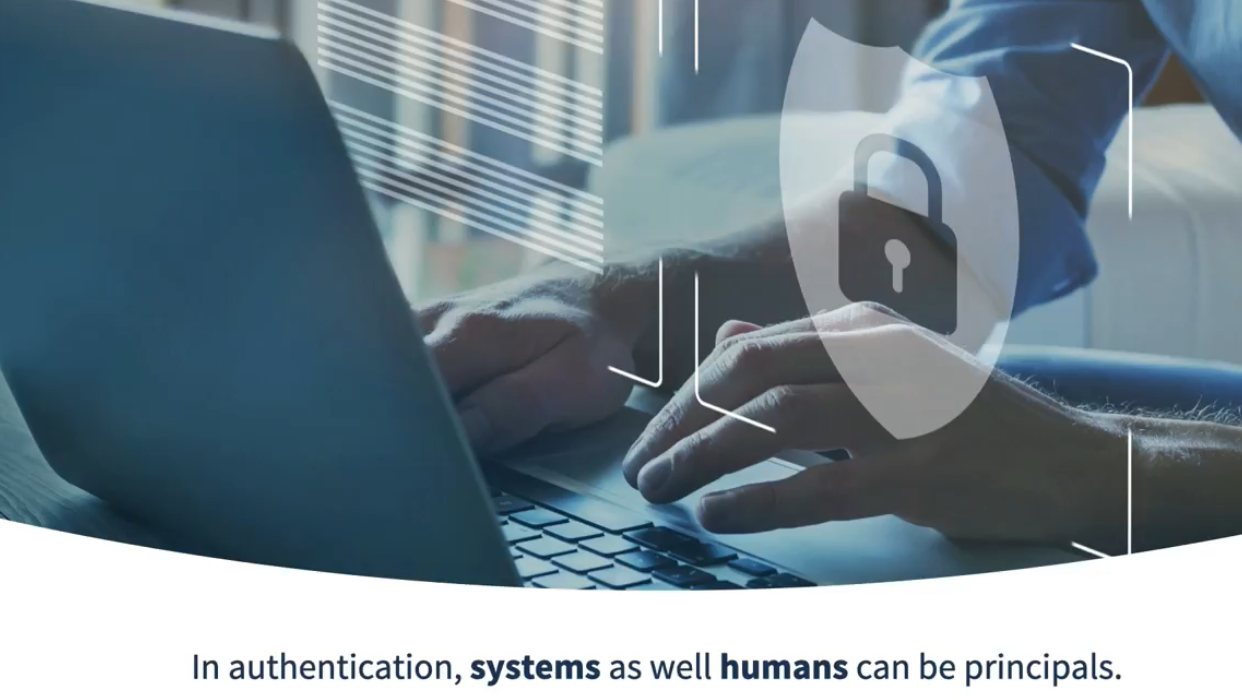 In authentication, systems as well humans can be principals.